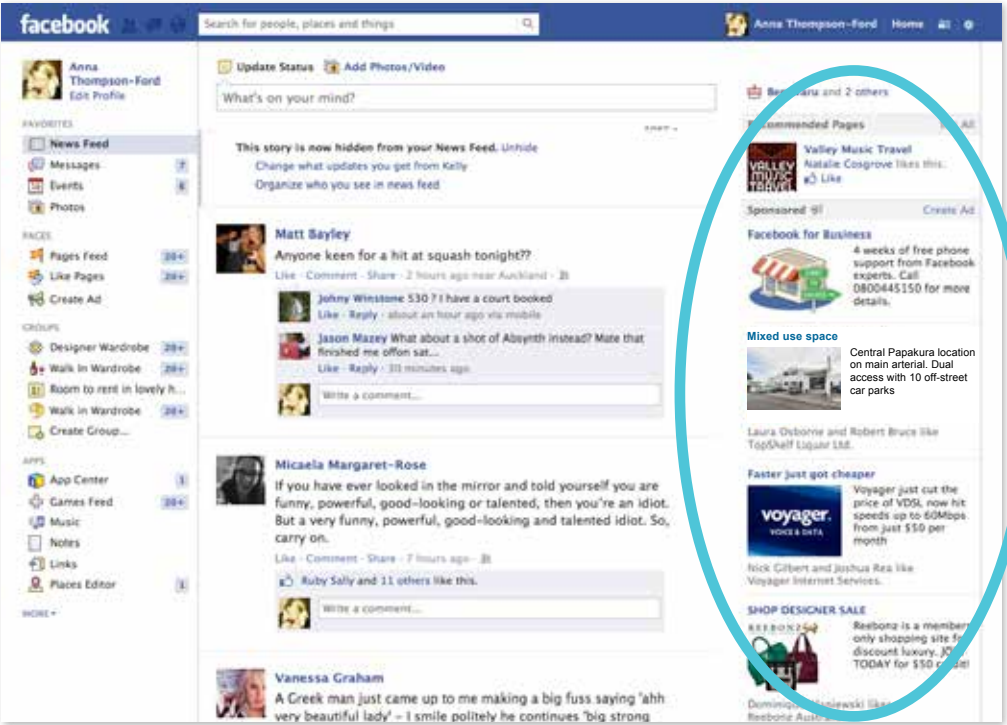 facebook
Search for people, places and things
Anna Thompson-Ford Home
Anna
Thompson-Ford
Edit Profile
FAVORITES
News Feed
Messages 7
Events 6
Photos
PAGES
Pages Feed 20+
Like Pages 20+
Create Ad
GROUPS
Designer Wardrobe 20+
Walk In Wardrobe 20+
Room to rent in lovely h...
Walk in Wardrobe 20+
Create Group...
APPS
App Center 1
Games Feed 20+
Music
Notes
Links
Places Editor 1
MORE
Update Status Add Photos/Video
What's on your mind?
SORT
This story is now hidden from your News Feed. Unhide
Change what updates you get from Kelly
Organize who you see in news feed
Matt Bayley
Anyone keen for a hit at squash tonight??
Like · Comment · Share · 2 hours ago near Auckland ·
Johny Winstone 530 ? I have a court booked
Like · Reply · about an hour ago via mobile
Jason Mazey What about a shot of Absynth instead? Mate that
finished me offon sat...
Like · Reply · 30 minutes ago
Write a comment...
Micaela Margaret-Rose
If you have ever looked in the mirror and told yourself you are
funny, powerful, good-looking or talented, then you're an idiot.
But a very funny, powerful, good-looking and talented idiot. So,
carry on.
Like · Comment · Share · 7 hours ago ·
Ruby Sally and 11 others like this.
Write a comment...
Vanessa Graham
A Greek man just came up to me making a big fuss saying 'ahh
very beautiful lady' - I smile politely he continues 'big strong
and 2 others
Recommended Pages All
VALLEY
MUSIC
TRAVEL
Valley Music Travel
Natalie Cosgrove likes this.
Like
Sponsored Create Ad
Facebook for Business
4 weeks of free phone
support from Facebook
experts. Call
0800445150 for more
details.
Mixed use space
Central Papakura location
on main arterial. Dual
access with 10 off-street
car parks
Laura Osborne and Robert Bruce like
TopShelf Liquor Ltd.
Faster just got cheaper
voyager.
VOICE & DATA
Voyager just cut the
price of VDSL now hit
speeds up to 60Mbps
from just $50 per
month
Nick Gilbert and Joshua Rea like
Voyager Internet Services.
SHOP DESIGNER SALE
REEBONZ
Reebonz is a members
only shopping site for
discount luxury. JOIN
TODAY for $50 credit!